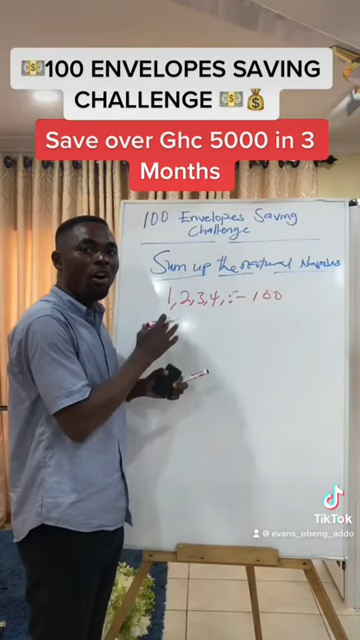 💵100 ENVELOPES SAVING
CHALLENGE 💵💰
Save over Ghc 5000 in 3
Months
100 Envelopes Saving
Challenge
Sum up the natural Numbers
1, 2, 3, 4, :- 100
TikTok
@evans_obeng_addo